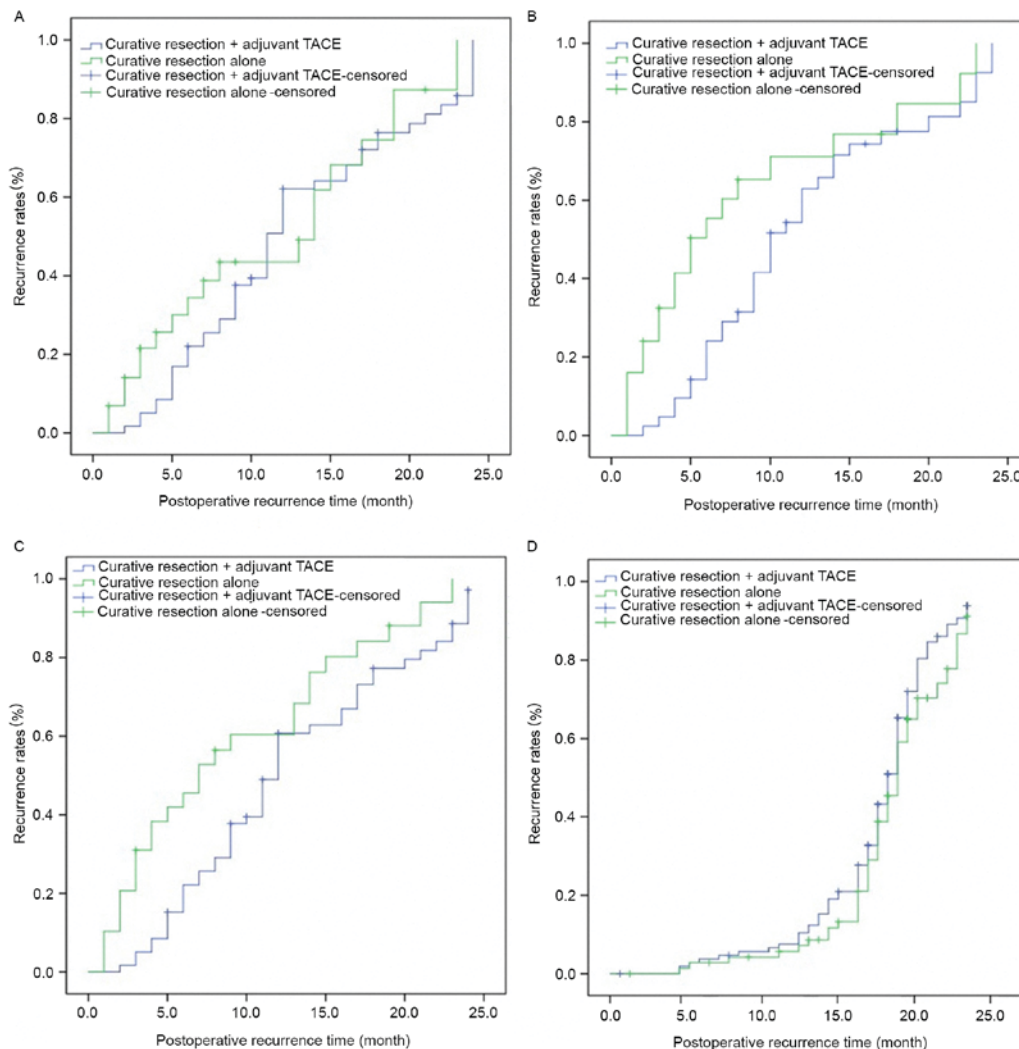 A
Curative resection + adjuvant TACE
Curative resection alone
Curative resection + adjuvant TACE-censored
Curative resection alone -censored
Recurrence rates (%)
1.0
0.8
0.6
0.4
0.2
0.0
0.0 5.0 10.0 15.0 20.0 25.0
Postoperative recurrence time (month)
B
Curative resection + adjuvant TACE
Curative resection alone
Curative resection + adjuvant TACE-censored
Curative resection alone -censored
Recurrence rates (%)
1.0
0.8
0.6
0.4
0.2
0.0
0.0 5.0 10.0 15.0 20.0 25.0
Postoperative recurrence time (month)
C
Curative resection + adjuvant TACE
Curative resection alone
Curative resection + adjuvant TACE-censored
Curative resection alone -censored
Recurrence rates (%)
1.0
0.8
0.6
0.4
0.2
0.0
0.0 5.0 10.0 15.0 20.0 25.0
Postoperative recurrence time (month)
D
Curative resection + adjuvant TACE
Curative resection alone
Curative resection + adjuvant TACE-censored
Curative resection alone -censored
Recurrence rates (%)
1.0
0.8
0.6
0.4
0.2
0.0
0.0 5.0 10.0 15.0 20.0 25.0
Postoperative recurrence time (month)